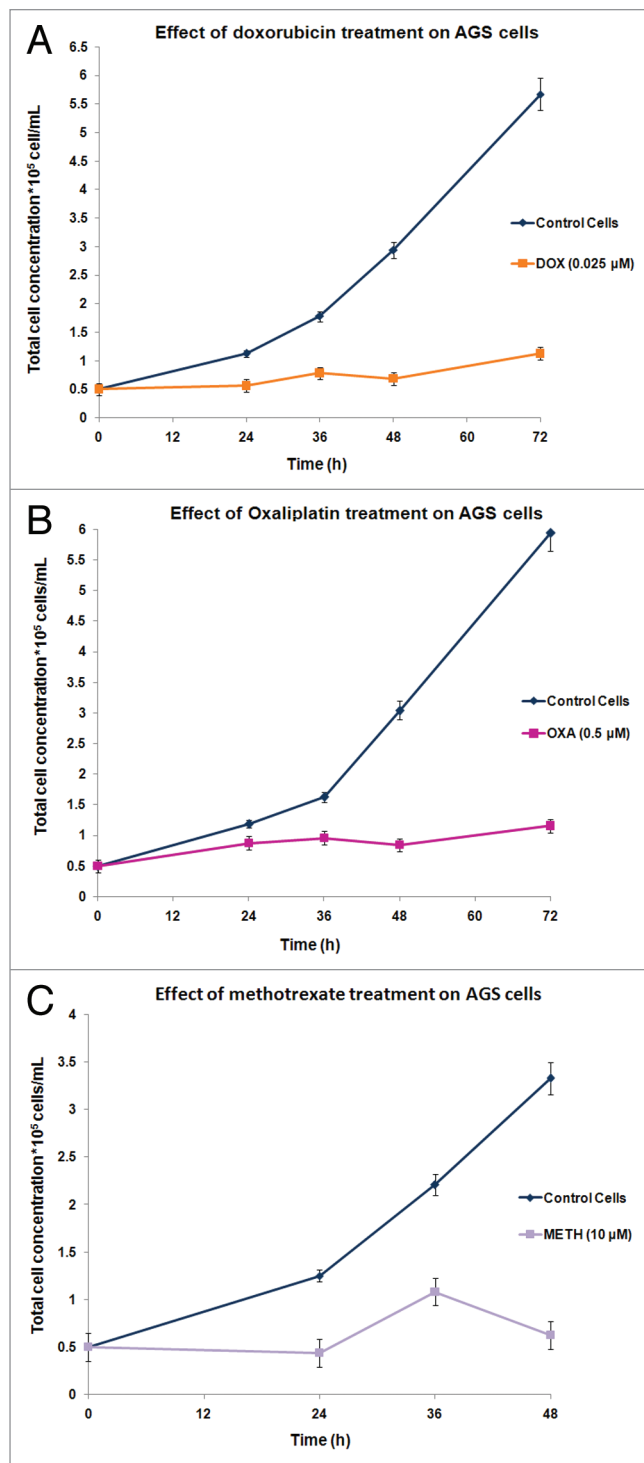 A
Effect of doxorubicin treatment on AGS cells
Total cell concentration*10⁵ cell/mL
6.5
6
5.5
5
4.5
4
3.5
3
2.5
2
1.5
1
0.5
0
Control Cells
DOX (0.025 µM)
0 12 24 36 48 60 72
Time (h)
B
Effect of Oxaliplatin treatment on AGS cells
Total cell concentration*10⁵ cells/mL
6
5.5
5
4.5
4
3.5
3
2.5
2
1.5
1
0.5
0
Control Cells
OXA (0.5 µM)
0 12 24 36 48 60 72
Time (h)
C
Effect of methotrexate treatment on AGS cells
Total cell concentration*10⁵ cells/mL
4
3.5
3
2.5
2
1.5
1
0.5
0
Control Cells
METH (10 µM)
0 12 24 36 48
Time (h)